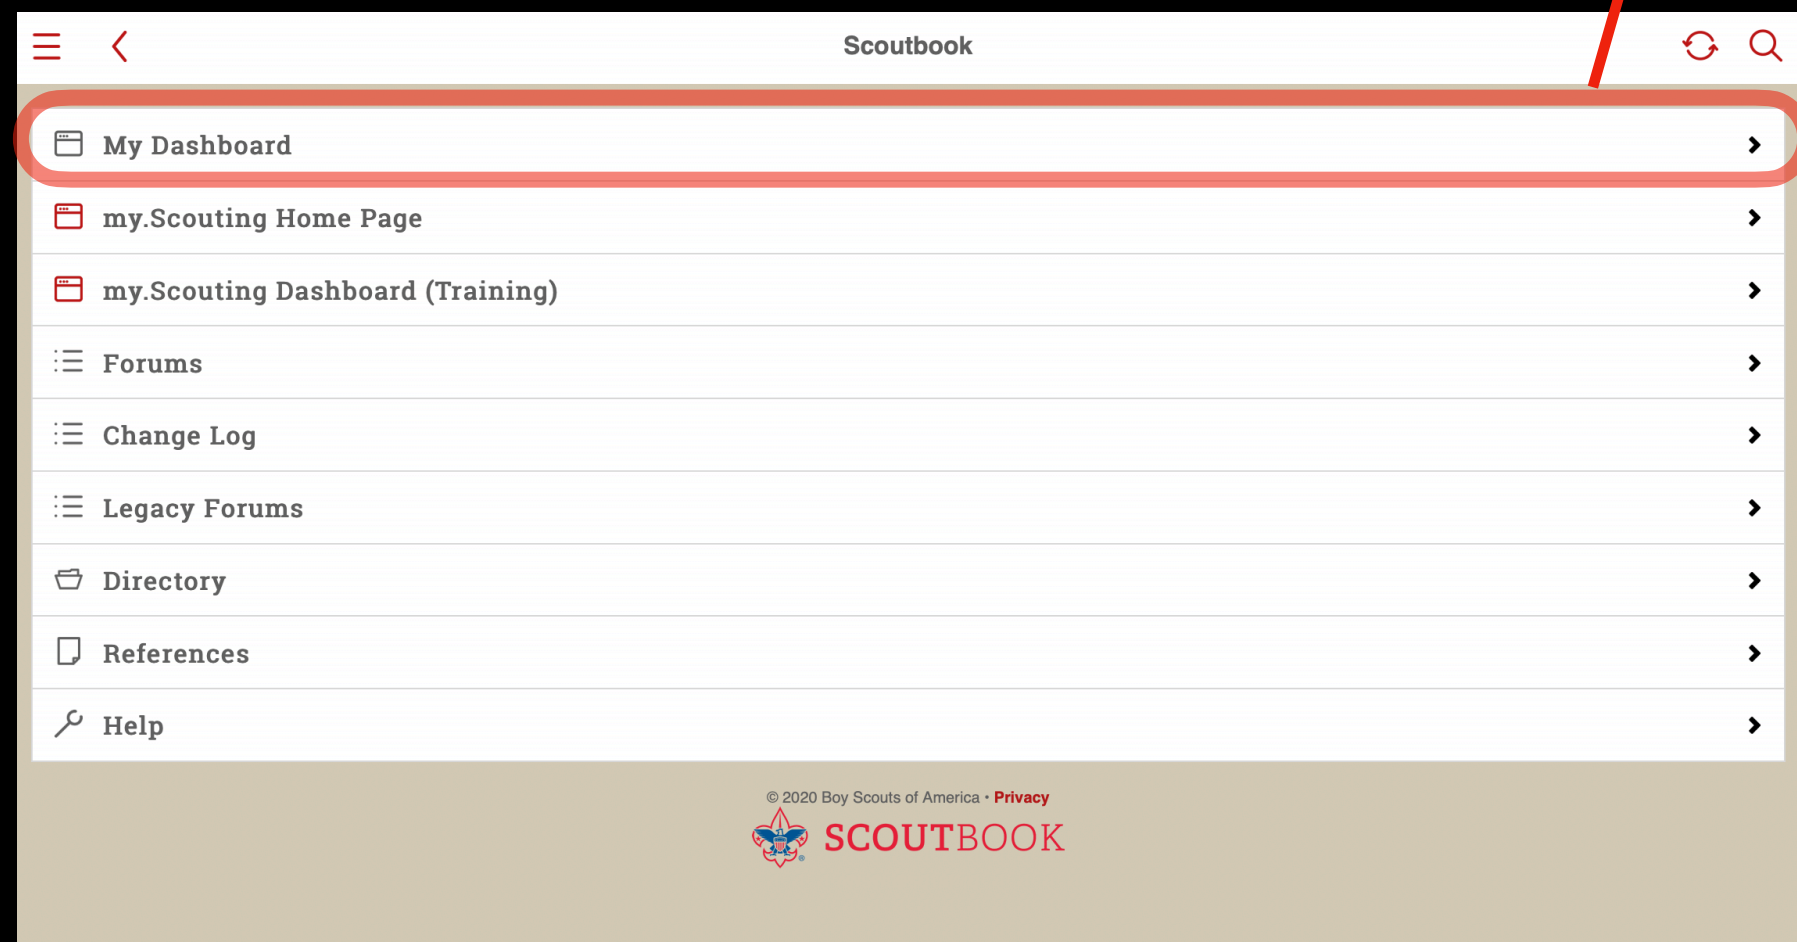 Scoutbook
My Dashboard
my.Scouting Home Page
my.Scouting Dashboard (Training)
Forums
Change Log
Legacy Forums
Directory
References
Help
© 2020 Boy Scouts of America • Privacy
SCOUTBOOK